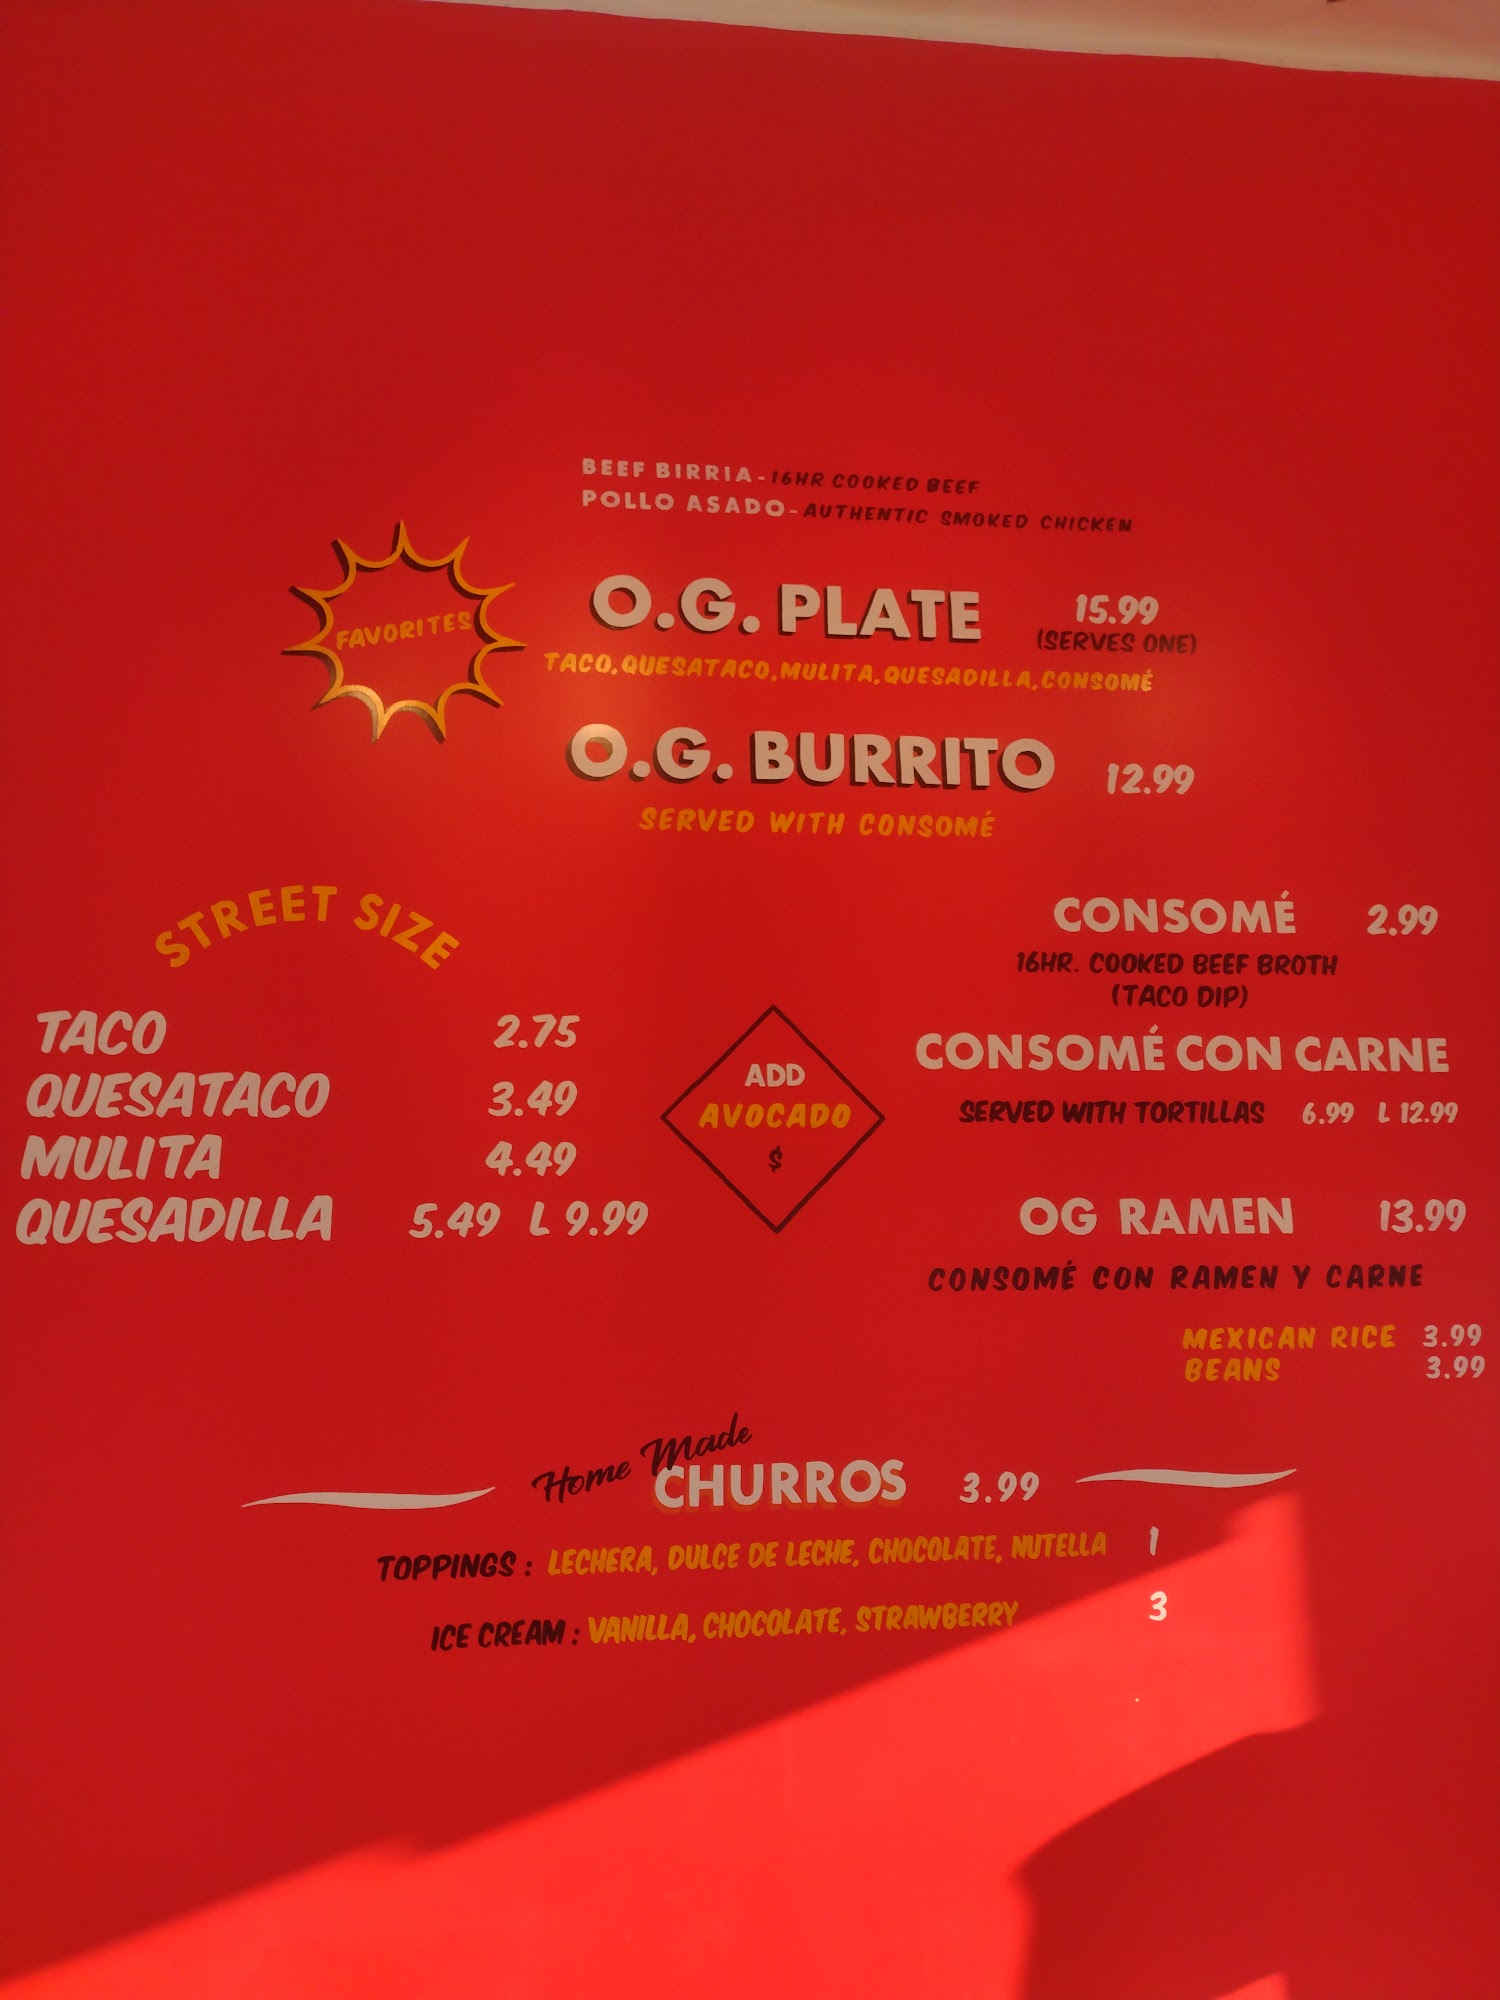 BEEF BIRRIA - 16HR COOKED BEEF
POLLO ASADO - AUTHENTIC SMOKED CHICKEN
FAVORITES
O.G. PLATE 15.99
(SERVES ONE)
TACO, QUESATACO, MULITA, QUESADILLA, CONSOMÉ
O.G. BURRITO 12.99
SERVED WITH CONSOMÉ
STREET SIZE
TACO 2.75
QUESATACO 3.49
MULITA 4.49
QUESADILLA 5.49 L 9.99
ADD
AVOCADO
$
CONSOMÉ 2.99
16HR. COOKED BEEF BROTH
(TACO DIP)
CONSOMÉ CON CARNE
SERVED WITH TORTILLAS 6.99 L 12.99
OG RAMEN 13.99
CONSOMÉ CON RAMEN Y CARNE
MEXICAN RICE 3.99
BEANS 3.99
Home Made
CHURROS 3.99
TOPPINGS : LECHERA, DULCE DE LECHE, CHOCOLATE, NUTELLA 1
ICE CREAM : VANILLA, CHOCOLATE, STRAWBERRY 3